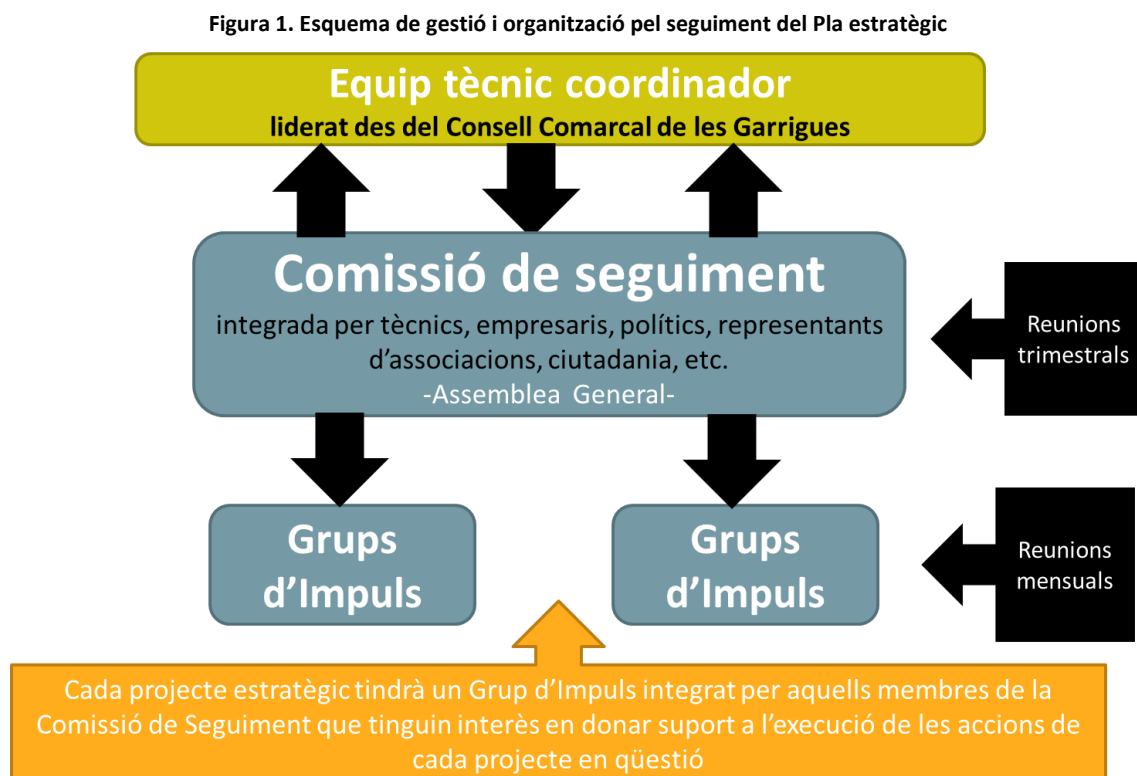 Figura 1. Esquema de gestió i organització pel seguiment del Pla estratègic
Equip tècnic coordinador
liderat des del Consell Comarcal de les Garrigues
Comissió de seguiment
integrada per tècnics, empresaris, polítics, representants
d'associacions, ciutadania, etc.
-Assemblea General-
Reunions
trimestrals
Grups
d'Impuls
Grups
d'Impuls
Reunions
mensuals
Cada projecte estratègic tindrà un Grup d'Impuls integrat per aquells membres de la
Comissió de Seguiment que tinguin interès en donar suport a l'execució de les accions de
cada projecte en qüestió